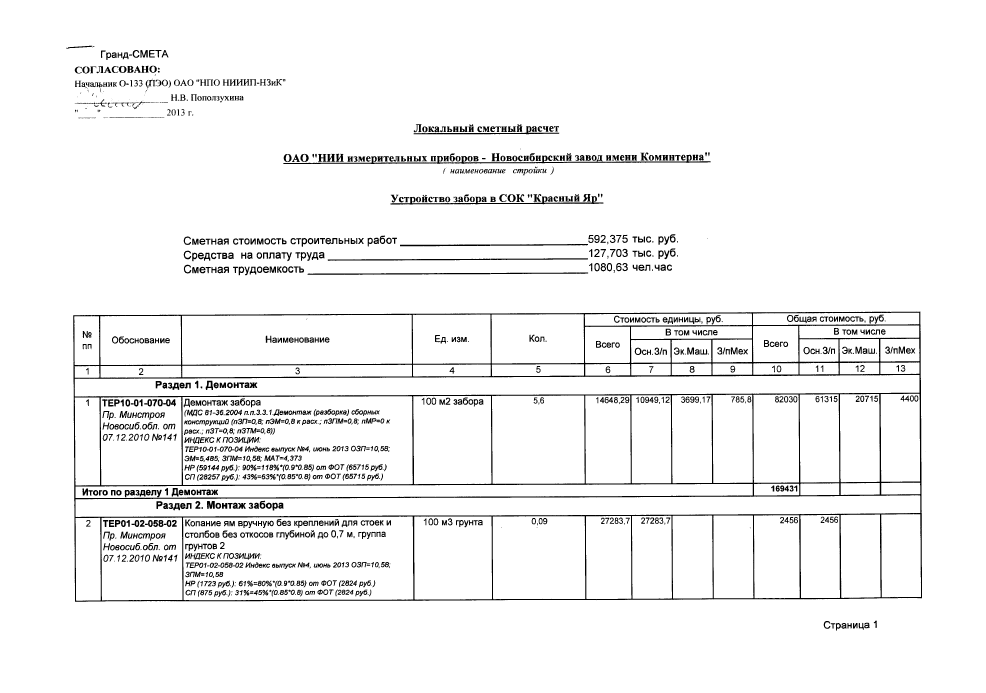 Гранд-СМЕТА
СОГЛАСОВАНО:
Начальник О-133 (ПЭО) ОАО "НПО НИИИП-НЗиК"
Н.В. Поползухина
"___" ____________ 2013 г.
Локальный сметный расчет
ОАО "НИИ измерительных приборов - Новосибирский завод имени Коминтерна"
( наименование стройки )
Устройство забора в СОК "Красный Яр"
Сметная стоимость строительных работ 592,375 тыс. руб.
Средства на оплату труда 127,703 тыс. руб.
Сметная трудоемкость 1080,63 чел.час
№ пп Обоснование Наименование Ед. изм. Кол. Стоимость единицы, руб. Общая стоимость, руб.
Всего В том числе Всего В том числе
Осн.З/п Эк.Маш. З/пМех Осн.З/п Эк.Маш. З/пМех
1 2 3 4 5 6 7 8 9 10 11 12 13
Раздел 1. Демонтаж
1 ТЕР10-01-070-04 Демонтаж забора 100 м2 забора 5,6 14648,29 10949,12 3699,17 785,8 82030 61315 20715 4400
Пр. Минстроя
Новосиб.обл. от
07.12.2010 №141
(МДС 81-36.2004 п.п.3.3.1.Демонтаж (разборка) сборных
конструкций (пЭП=0,8; пЭМ=0,8 к расх.; пЗПМ=0,8; пМР=0 к
расх.; пЗТ=0,8; пЗТМ=0,8))
ИНДЕКС К ПОЗИЦИИ:
ТЕР10-01-070-04 Индекс выпуск №4, июнь 2013 ОЗП=10,58;
ЭМ=5,485, ЗПМ=10,58; МАТ=4,373
НР (59144 руб.): 90%=118%*(0.9*0.85) от ФОТ (65715 руб.)
СП (28257 руб.): 43%=63%*(0.85*0.8) от ФОТ (65715 руб.)
Итого по разделу 1 Демонтаж 169431
Раздел 2. Монтаж забора
2 ТЕР01-02-058-02 Копание ям вручную без креплений для стоек и 100 м3 грунта 0,09 27283,7 27283,7 2456 2456
Пр. Минстроя
Новосиб.обл. от
07.12.2010 №141
столбов без откосов глубиной до 0,7 м, группа
грунтов 2
ИНДЕКС К ПОЗИЦИИ:
ТЕР01-02-058-02 Индекс выпуск №4, июнь 2013 ОЗП=10,58;
ЗПМ=10,58
НР (1723 руб.): 61%=80%*(0.9*0.85) от ФОТ (2824 руб.)
СП (875 руб.): 31%=45%*(0.85*0.8) от ФОТ (2824 руб.)
Страница 1